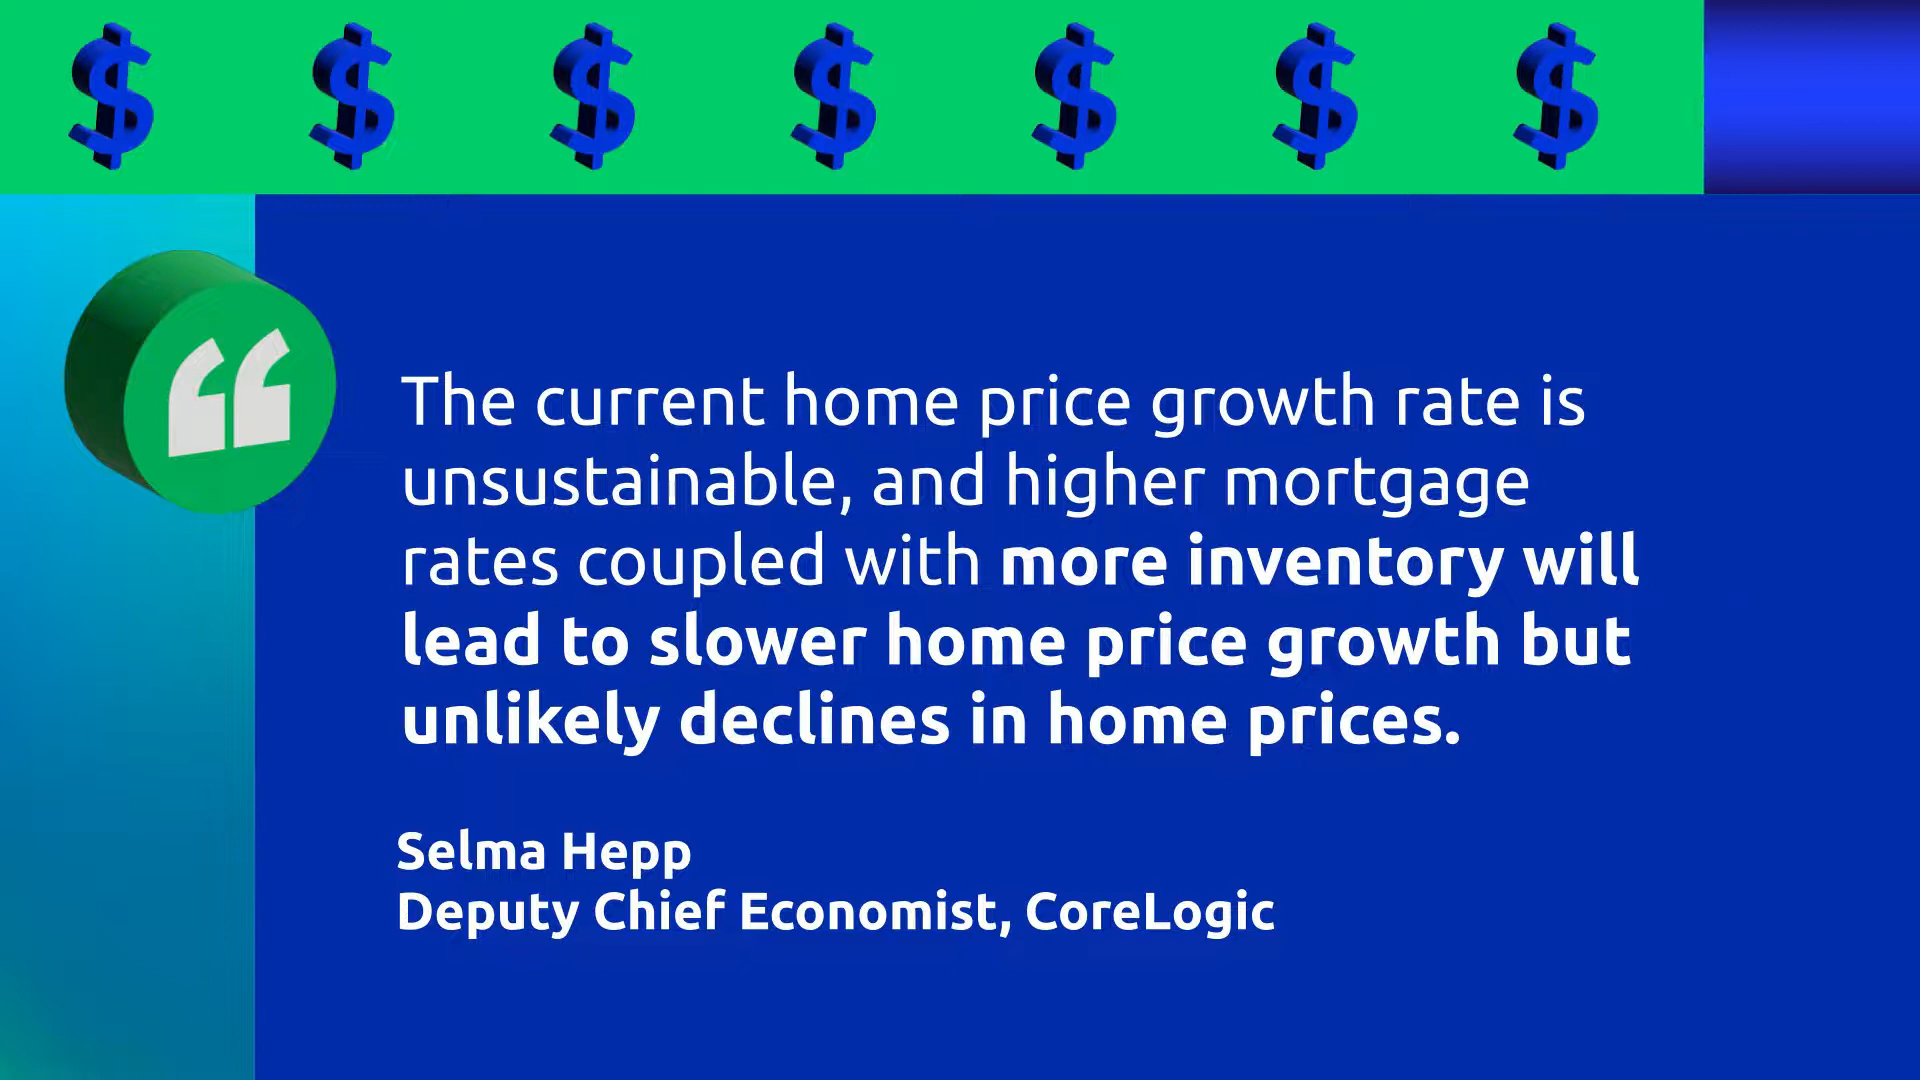 $ $ $ $ $ $ $
“
The current home price growth rate is
unsustainable, and higher mortgage
rates coupled with more inventory will
lead to slower home price growth but
unlikely declines in home prices.
Selma Hepp
Deputy Chief Economist, CoreLogic